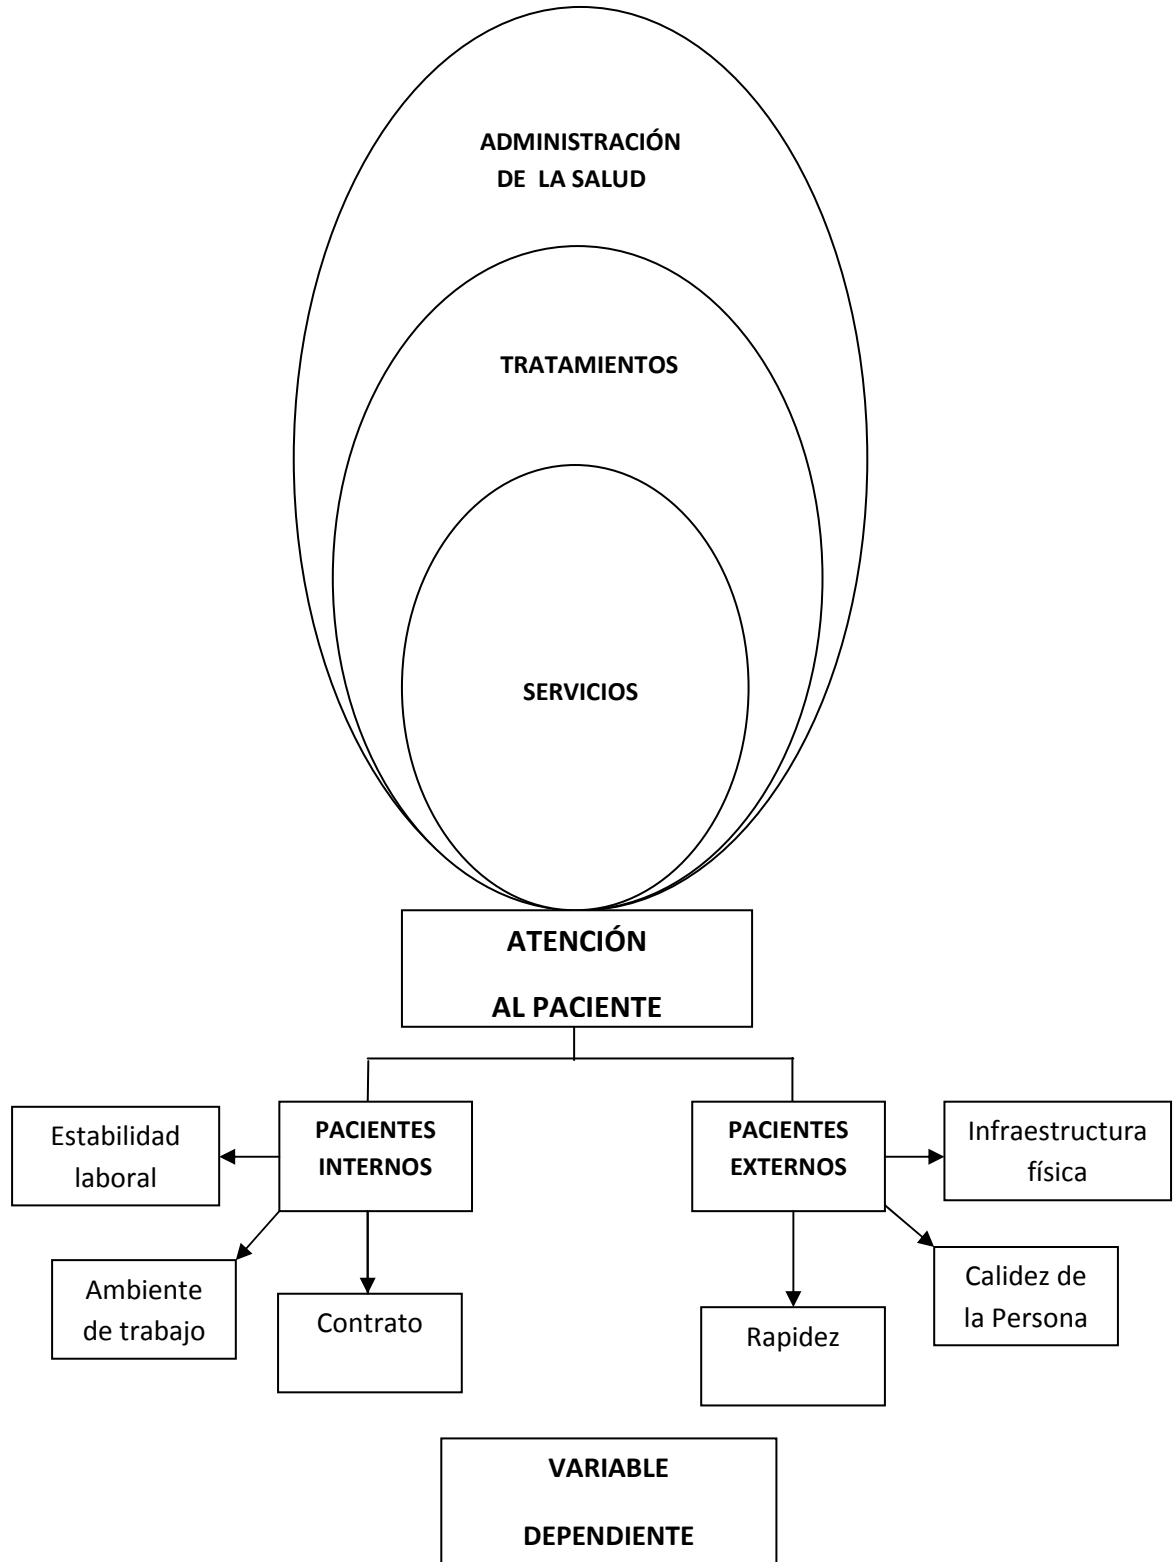 ADMINISTRACIÓN
DE LA SALUD
TRATAMIENTOS
SERVICIOS
ATENCIÓN
AL PACIENTE
PACIENTES
INTERNOS
PACIENTES
EXTERNOS
Estabilidad
laboral
Infraestructura
física
Ambiente
de trabajo
Contrato
Rapidez
Calidez de
la Persona
VARIABLE
DEPENDIENTE